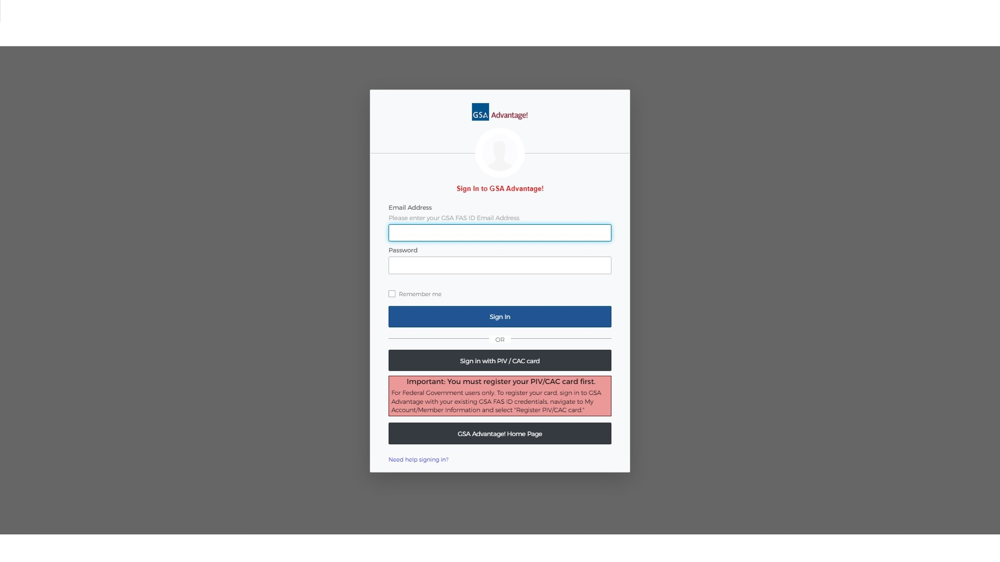 GSA Advantage!
Sign In to GSA Advantage!
Email Address
Please enter your GSA FAS ID Email Address
Password
Remember me
Sign In
OR
Sign in with PIV / CAC card
Important: You must register your PIV/CAC card first.
For Federal Government users only. To register your card, sign in to GSA
Advantage with your existing GSA FAS ID credentials, navigate to My
Account/Member Information and select "Register PIV/CAC card."
GSA Advantage! Home Page
Need help signing in?